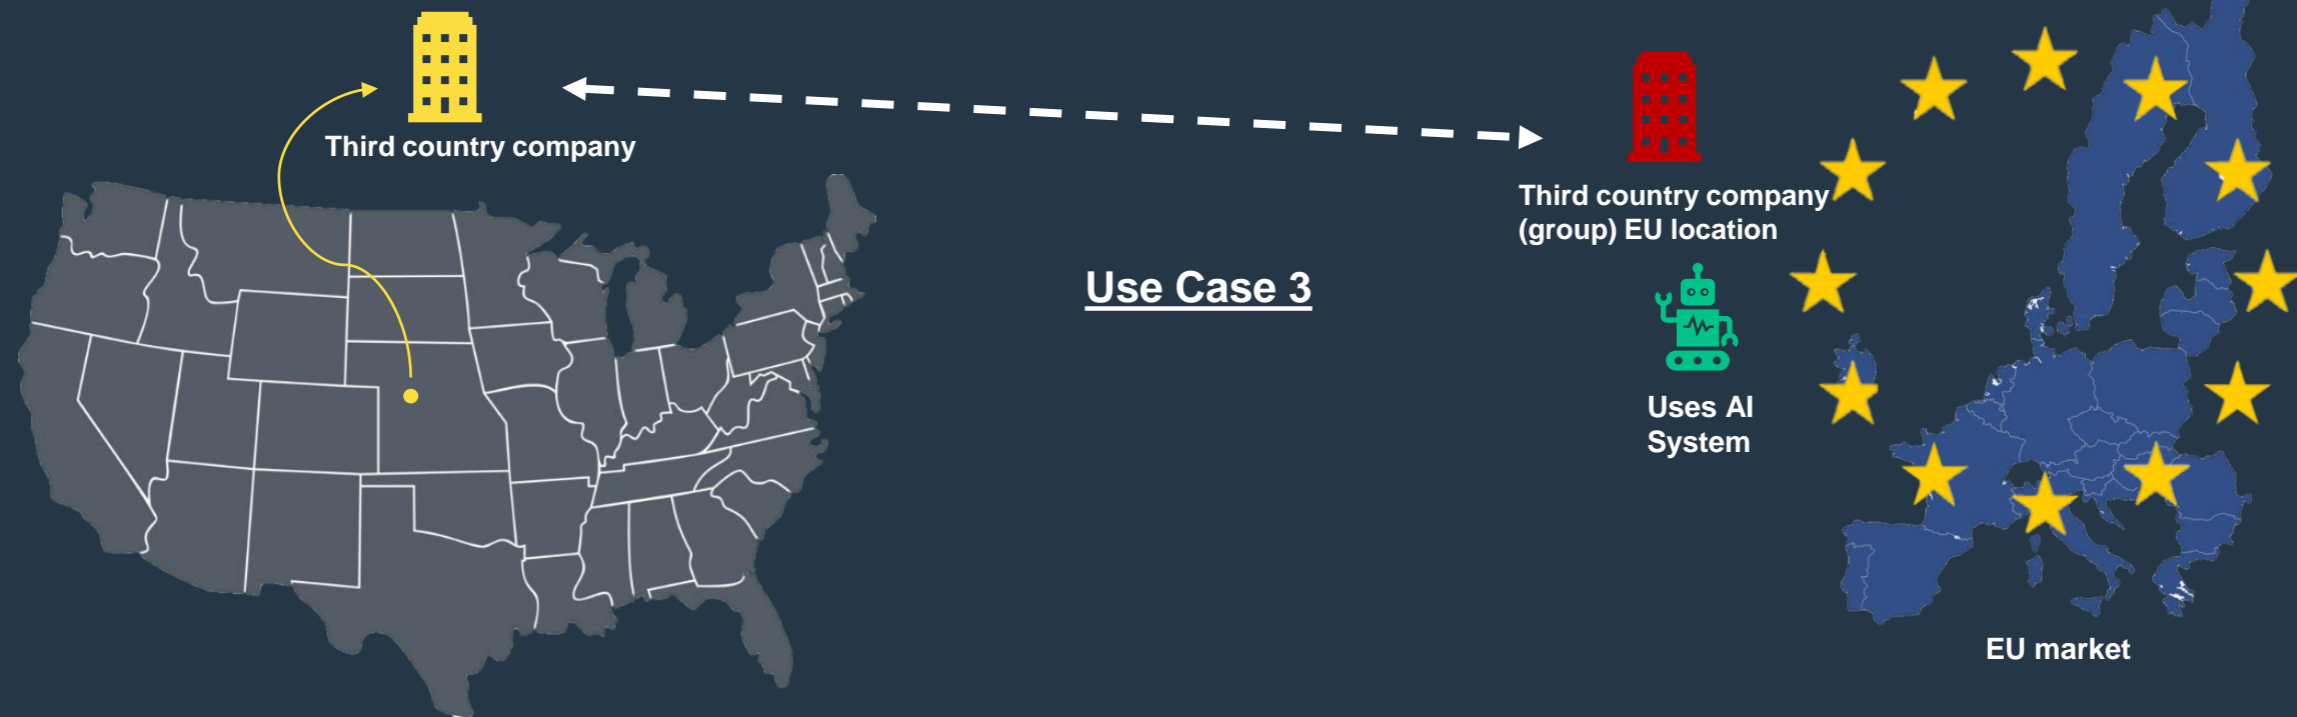 Third country company
Third country company
(group) EU location
Use Case 3
Uses AI
System
EU market